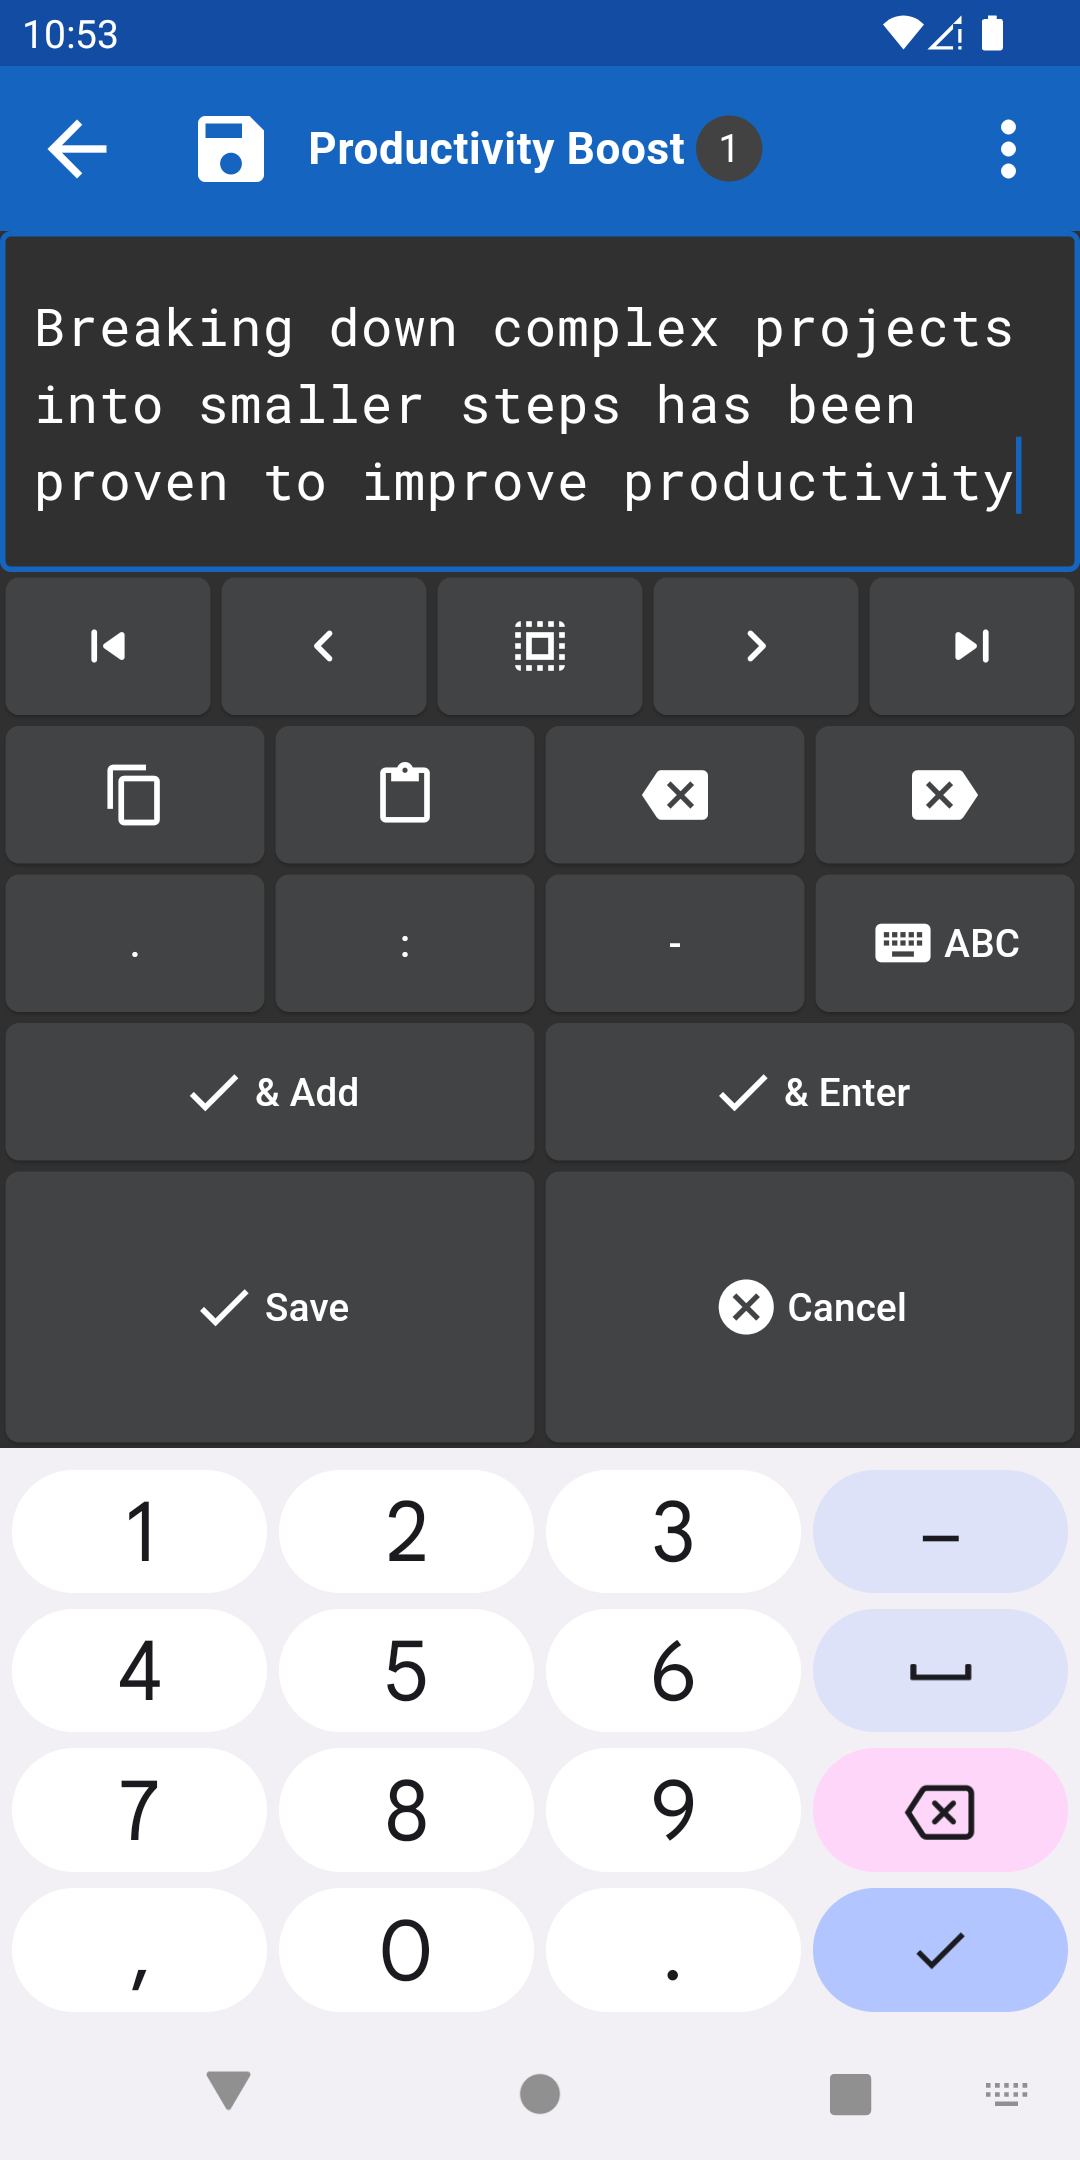 10:53
Productivity Boost 1
Breaking down complex projects
into smaller steps has been
proven to improve productivity
. : - ABC
& Add & Enter
Save Cancel
1 2 3 –
4 5 6
7 8 9
, 0 .